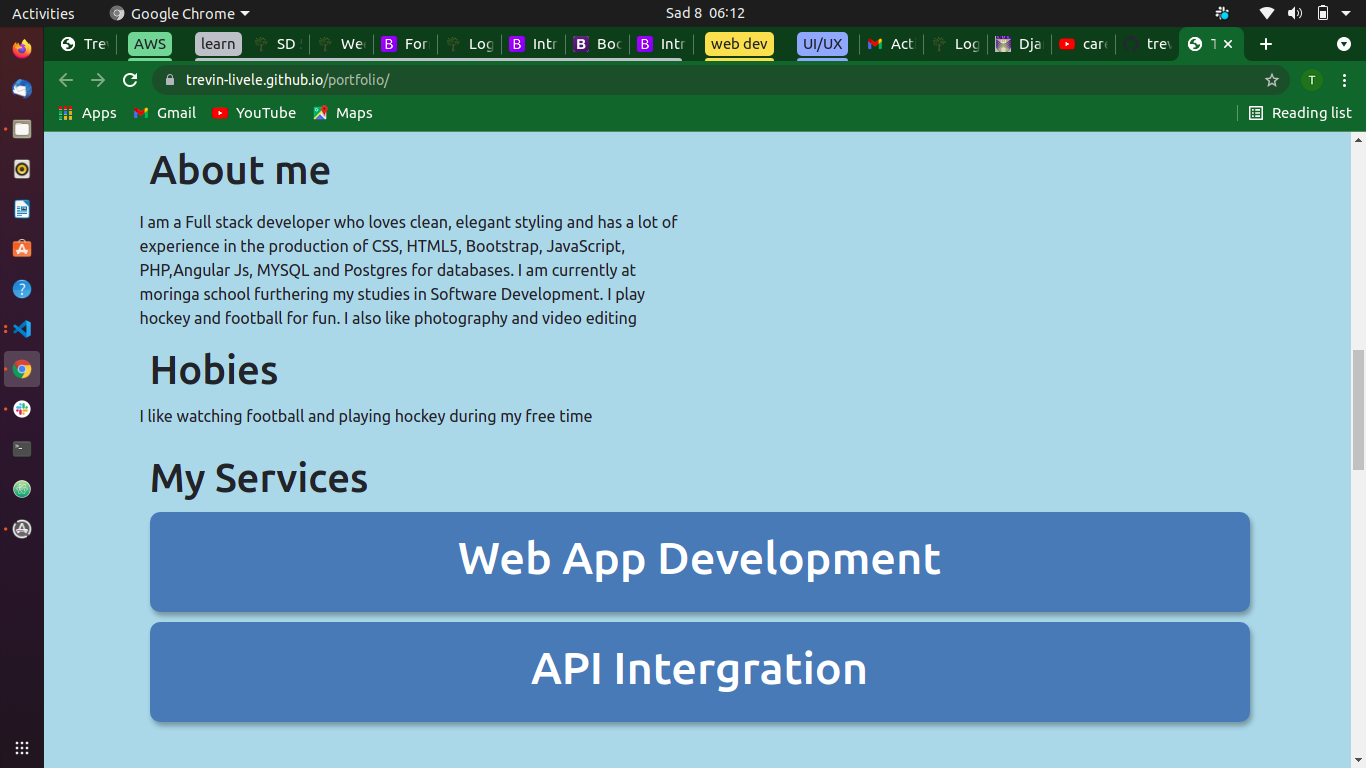 Activities Google Chrome Sad 8 06:12
Trev AWS learn SD Wee For Log Intr Boo Intr web dev UI/UX Acti Log Dja care trev T
trevin-livele.github.io/portfolio/ T
Apps Gmail YouTube Maps Reading list
About me
I am a Full stack developer who loves clean, elegant styling and has a lot of
experience in the production of CSS, HTML5, Bootstrap, JavaScript,
PHP,Angular Js, MYSQL and Postgres for databases. I am currently at
moringa school furthering my studies in Software Development. I play
hockey and football for fun. I also like photography and video editing
Hobies
I like watching football and playing hockey during my free time
My Services
Web App Development
API Intergration